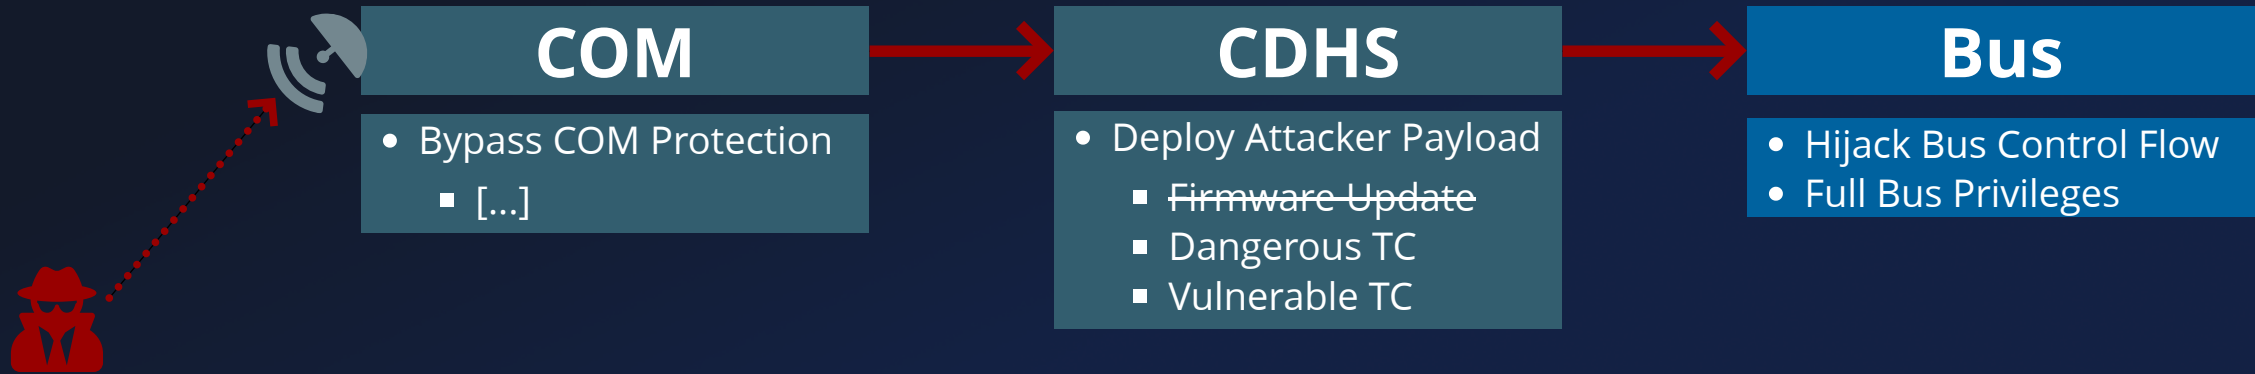 COM
Bypass COM Protection
[...]
CDHS
Deploy Attacker Payload
Firmware Update
Dangerous TC
Vulnerable TC
Bus
Hijack Bus Control Flow
Full Bus Privileges